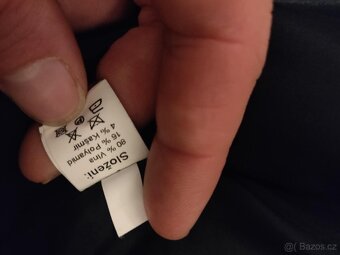 Složení:
80 % Vlna
16 % Polyamid
4 % Kašmír
© Bazos.cz